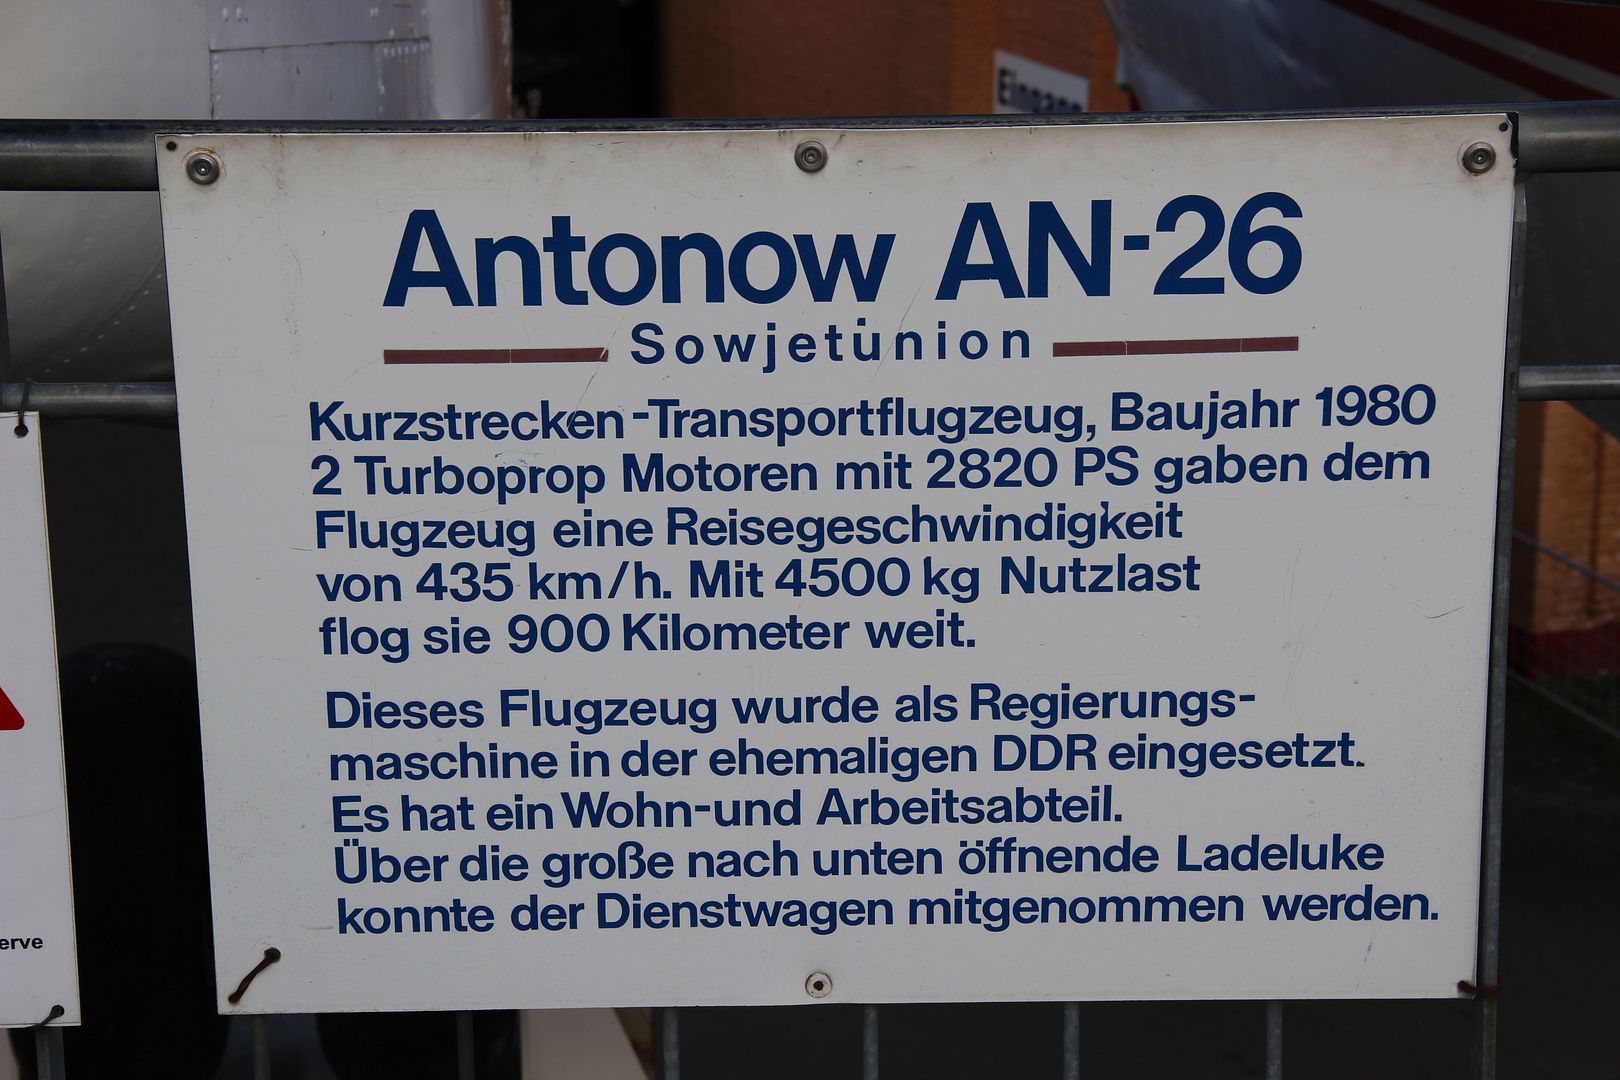 Eingang
Antonow AN-26
Sowjetunion
Kurzstrecken-Transportflugzeug, Baujahr 1980
2 Turboprop Motoren mit 2820 PS gaben dem
Flugzeug eine Reisegeschwindigkeit
von 435 km/h. Mit 4500 kg Nutzlast
flog sie 900 Kilometer weit.
Dieses Flugzeug wurde als Regierungs-
maschine in der ehemaligen DDR eingesetzt.
Es hat ein Wohn-und Arbeitsabteil.
Über die große nach unten öffnende Ladeluke
konnte der Dienstwagen mitgenommen werden.